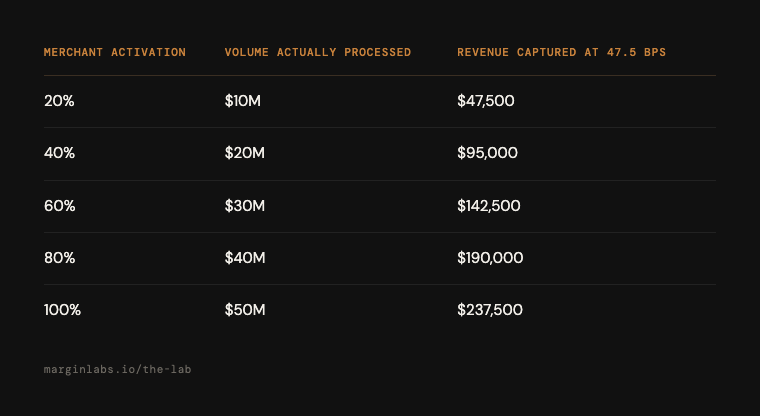 MERCHANT ACTIVATION VOLUME ACTUALLY PROCESSED REVENUE CAPTURED AT 47.5 BPS
20% $10M $47,500
40% $20M $95,000
60% $30M $142,500
80% $40M $190,000
100% $50M $237,500
marginlabs.io/the-lab